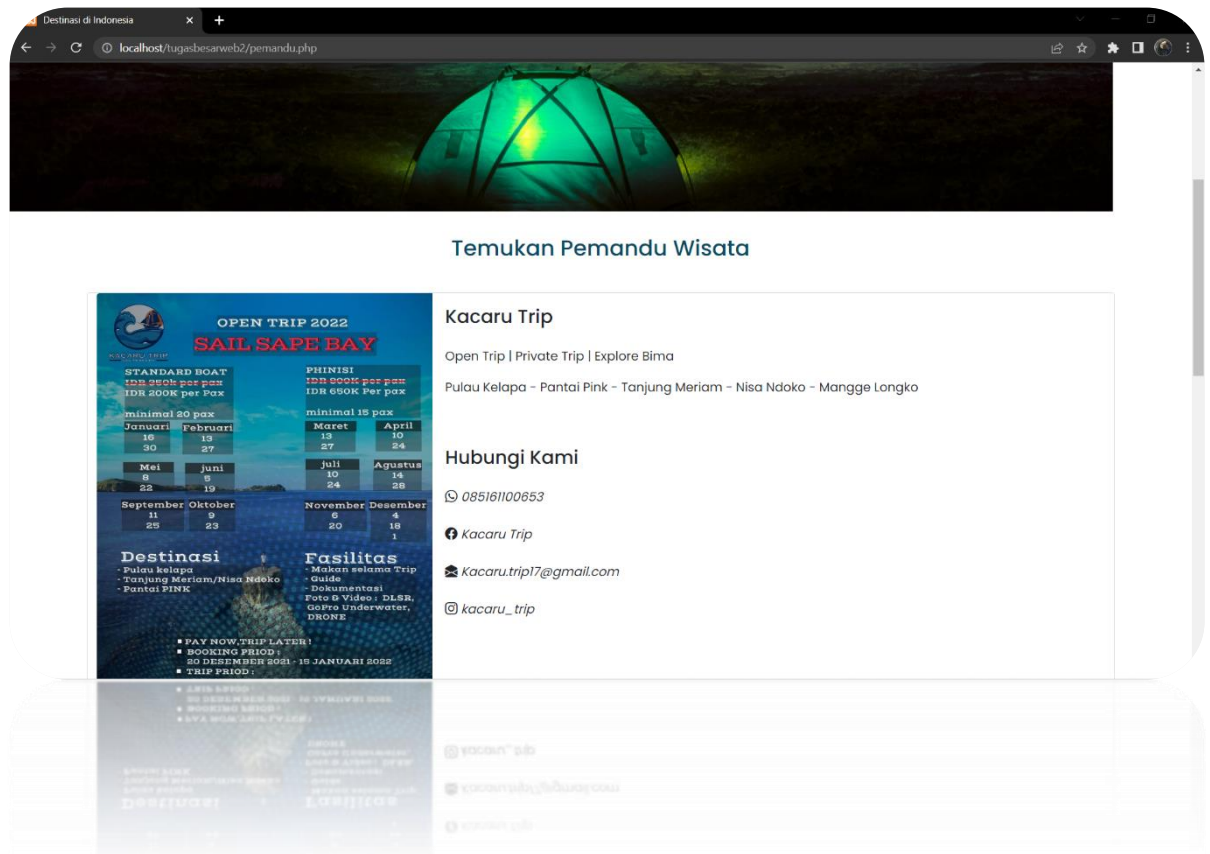 Destinasi di Indonesia
localhost/tugasbesarweb2/pemandu.php
Temukan Pemandu Wisata
KACARU TRIP
OPEN TRIP 2022
SAIL SAPE BAY
STANDARD BOAT
IDR 350k per pax
IDR 200K per Pax
minimal 20 pax
PHINISI
IDR 800K per pax
IDR 650K Per pax
minimal 15 pax
Januari Februari
16 13
30 27
Maret April
13 10
27 24
Mei juni
8 5
22 19
juli Agustus
10 14
24 28
September Oktober
11 9
25 23
November Desember
6 4
20 18
1
Destinasi
- Pulau kelapa
- Tanjung Meriam/Nisa Ndoko
- Pantai PINK
Fasilitas
- Makan selama Trip
- Guide
- Dokumentasi
Foto & Video : DLSR,
GoPro Underwater,
DRONE
▪ PAY NOW,TRIP LATER !
▪ BOOKING PRIOD :
20 DESEMBER 2021 - 15 JANUARI 2022
▪ TRIP PRIOD :
Kacaru Trip
Open Trip | Private Trip | Explore Bima
Pulau Kelapa - Pantai Pink - Tanjung Meriam - Nisa Ndoko - Mangge Longko
Hubungi Kami
085161100653
Kacaru Trip
Kacaru.trip17@gmail.com
kacaru_trip